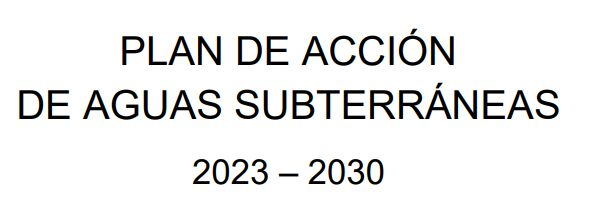 PLAN DE ACCIÓN
DE AGUAS SUBTERRÁNEAS
2023 – 2030